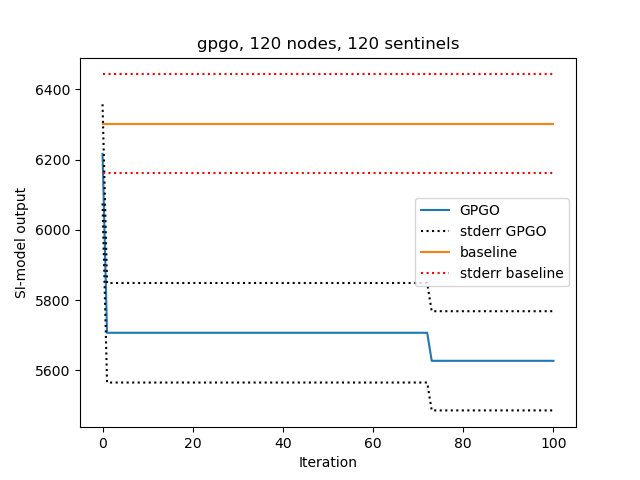 gpgo, 120 nodes, 120 sentinels
6400
6200
6000
5800
5600
SI-model output
GPGO
stderr GPGO
baseline
stderr baseline
0 20 40 60 80 100
Iteration